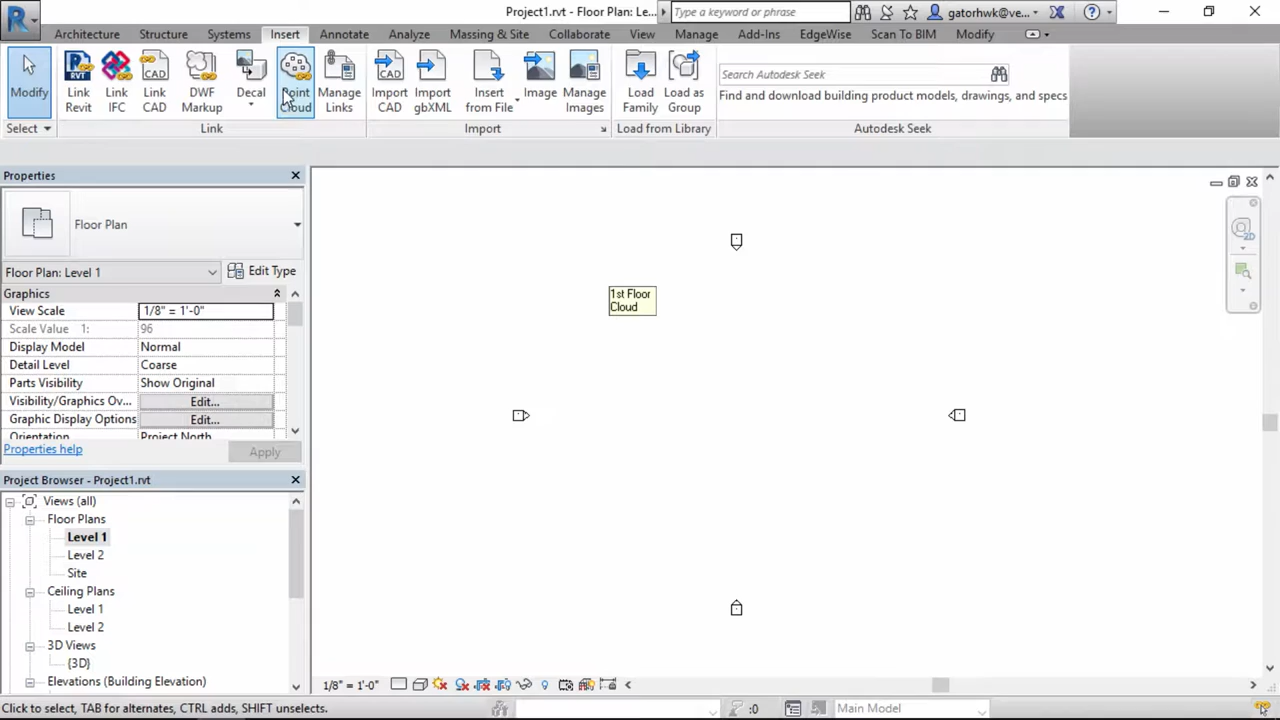 Project1.rvt - Floor Plan: Le...
Type a keyword or phrase
gatorhwk@ve...
Architecture Structure Systems Insert Annotate Analyze Massing & Site Collaborate View Manage Add-Ins EdgeWise Scan To BIM Modify
Modify
Link Revit
Link IFC
Link CAD
DWF Markup
Decal
Point Cloud
Manage Links
Import CAD
Import gbXML
Insert from File
Image
Manage Images
Load Family
Load as Group
Search Autodesk Seek
Find and download building product models, drawings, and specs
Select Link Import Load from Library Autodesk Seek
Properties
Floor Plan
Floor Plan: Level 1 Edit Type
Graphics
View Scale 1/8" = 1'-0"
Scale Value 1: 96
Display Model Normal
Detail Level Coarse
Parts Visibility Show Original
Visibility/Graphics Ov... Edit...
Graphic Display Options Edit...
Orientation Project North
Properties help Apply
Project Browser - Project1.rvt
Views (all)
Floor Plans
Level 1
Level 2
Site
Ceiling Plans
Level 1
Level 2
3D Views
{3D}
Elevations (Building Elevation)
1st Floor
Cloud
2D
1/8" = 1'-0"
Click to select, TAB for alternates, CTRL adds, SHIFT unselects. :0 Main Model